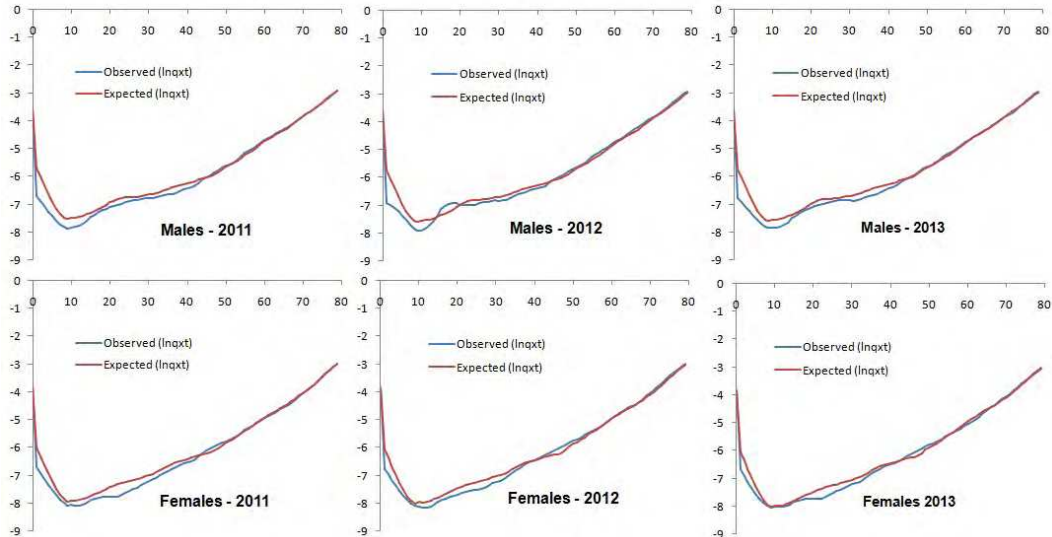 0
0 10 20 30 40 50 60 70 80
-1
-2
-3
-4
-5
-6
-7
-8
-9
Observed (lnqxt)
Expected (lnqxt)
Males - 2011
0
0 10 20 30 40 50 60 70 80
-1
-2
-3
-4
-5
-6
-7
-8
-9
Observed (lnqxt)
Expected (lnqxt)
Males - 2012
0
0 10 20 30 40 50 60 70 80
-1
-2
-3
-4
-5
-6
-7
-8
-9
Observed (lnqxt)
Expected (lnqxt)
Males - 2013
0
0 10 20 30 40 50 60 70 80
-1
-2
-3
-4
-5
-6
-7
-8
-9
Observed (lnqxt)
Expected (lnqxt)
Females - 2011
0
0 10 20 30 40 50 60 70 80
-1
-2
-3
-4
-5
-6
-7
-8
-9
Observed (lnqxt)
Expected (lnqxt)
Females - 2012
0
0 10 20 30 40 50 60 70 80
-1
-2
-3
-4
-5
-6
-7
-8
-9
Observed (lnqxt)
Expected (lnqxt)
Females 2013